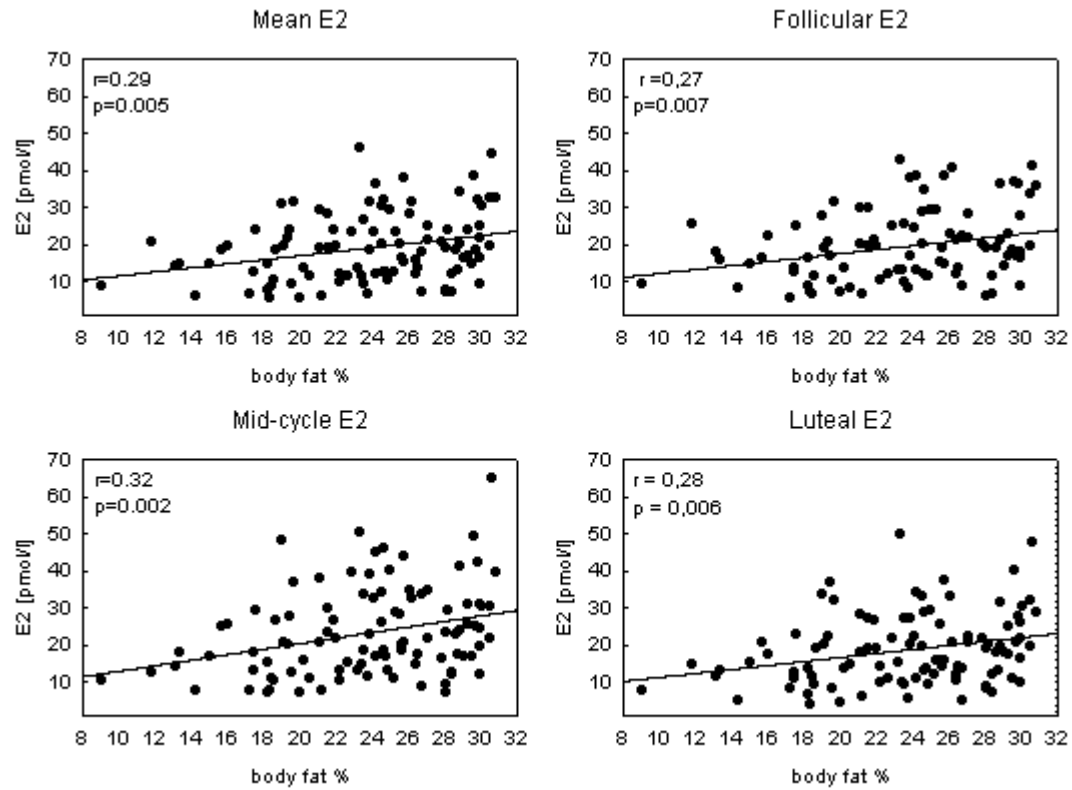 Mean E2
r=0.29
p=0.005
70
60
50
40
30
20
10
E2 [pmol/l]
8 10 12 14 16 18 20 22 24 26 28 30 32
body fat %
Follicular E2
r =0,27
p=0.007
70
60
50
40
30
20
10
E2 [pmol/l]
8 10 12 14 16 18 20 22 24 26 28 30 32
body fat %
Mid-cycle E2
r=0.32
p=0.002
70
60
50
40
30
20
10
E2 [pmol/l]
8 10 12 14 16 18 20 22 24 26 28 30 32
body fat %
Luteal E2
r = 0,28
p = 0,006
70
60
50
40
30
20
10
E2 [pmol/l]
8 10 12 14 16 18 20 22 24 26 28 30 32
body fat %